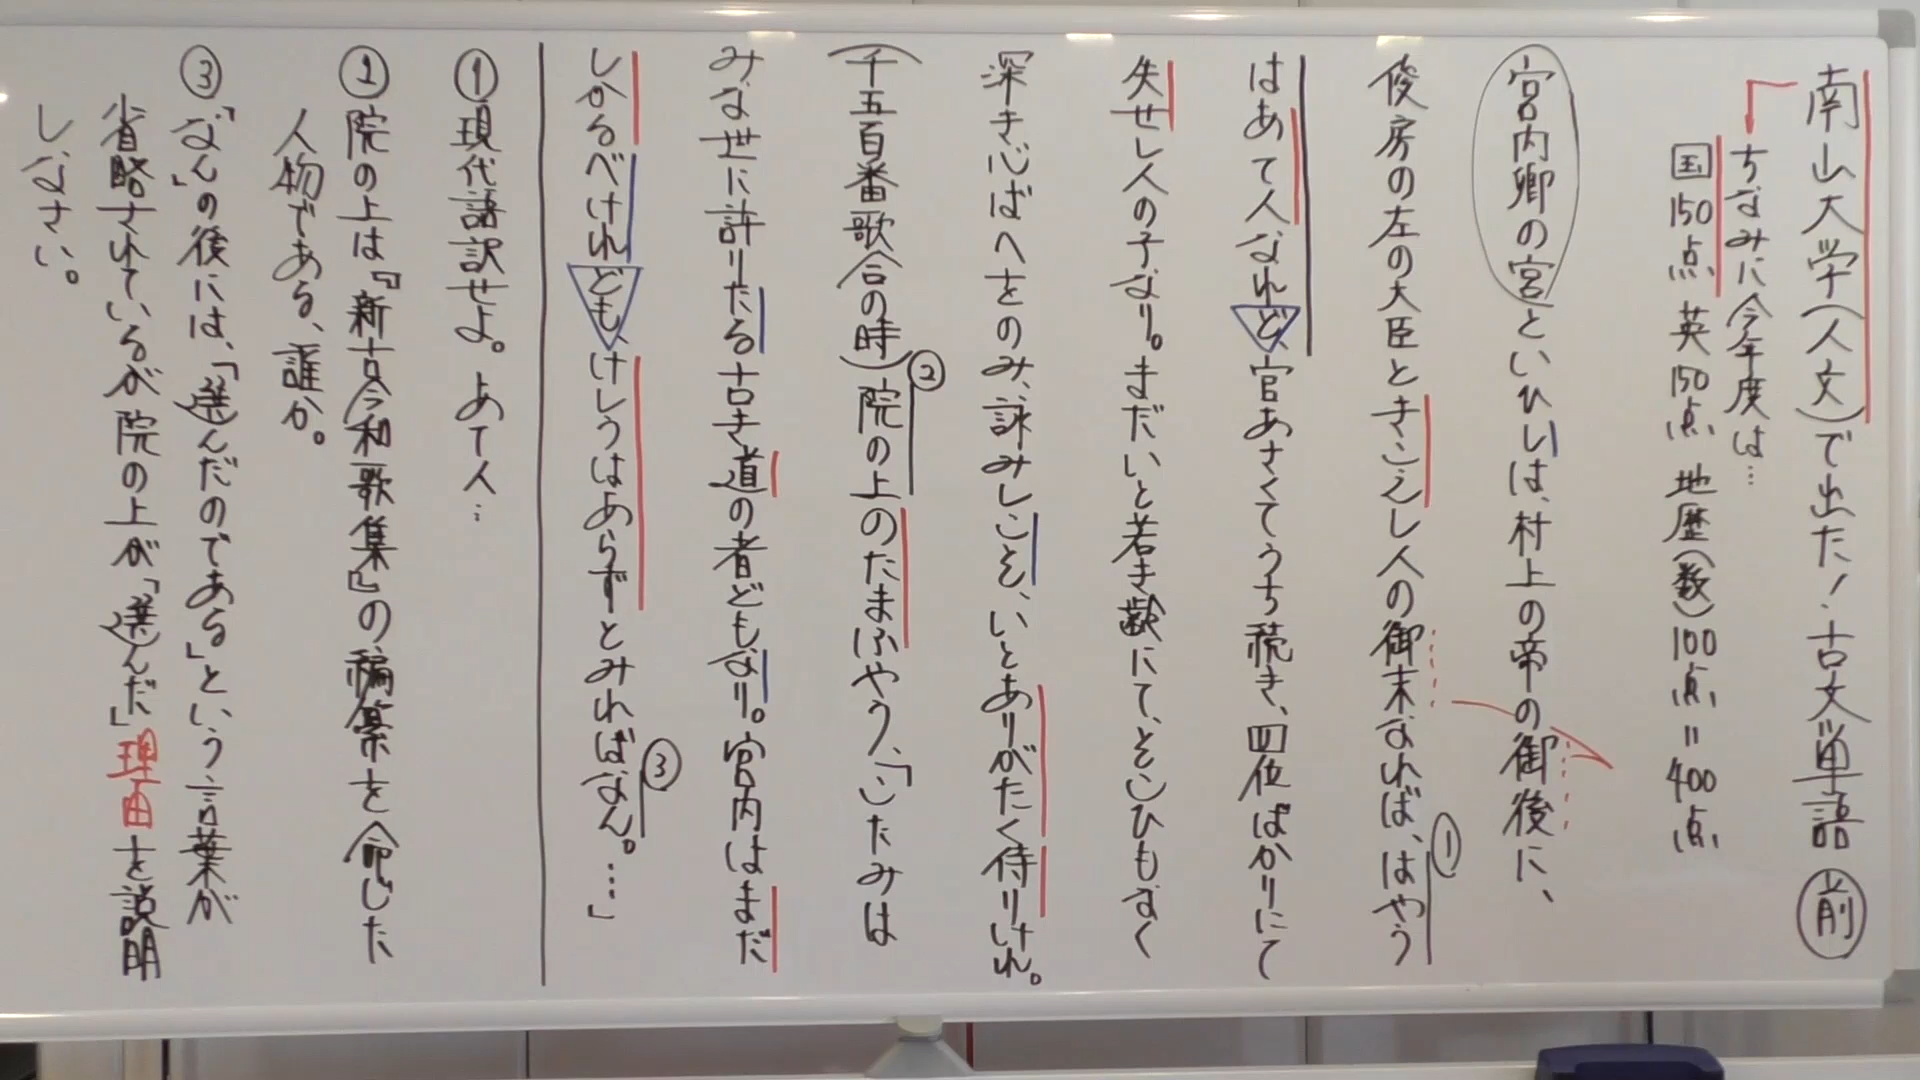 南山大学(人文)で出た!古文単語 前
ちなみに今年度は…
国150点 英150点 地歴(数)100点=400点
宮内卿の宮といひしは、村上の帝の御後に、
俊房の左の大臣ときこえし人の御末なれば、①はやう
はあて人なれど、官あさくてうち続き、四位ばかりにて
失せし人の子なり。まだいと若き齢にて、そこひもなく
深き心ばへをのみ、詠みしこそ、いとありがたく侍りけれ。
(千五百番歌合の時)②院の上のたまふやう、「こたみは
みな世に許りたる古き道の者どもなり。宮内はまだ
しかるべけれども、けしうはあらずとみればなん。③…」
①現代語訳せよ。あて人…
②院の上は『新古今和歌集』の編纂を命じた
人物である、誰か。
③「なん」の後には、「選んだのである」という言葉が
省略されているが院の上が「選んだ」理由を説明
しなさい。